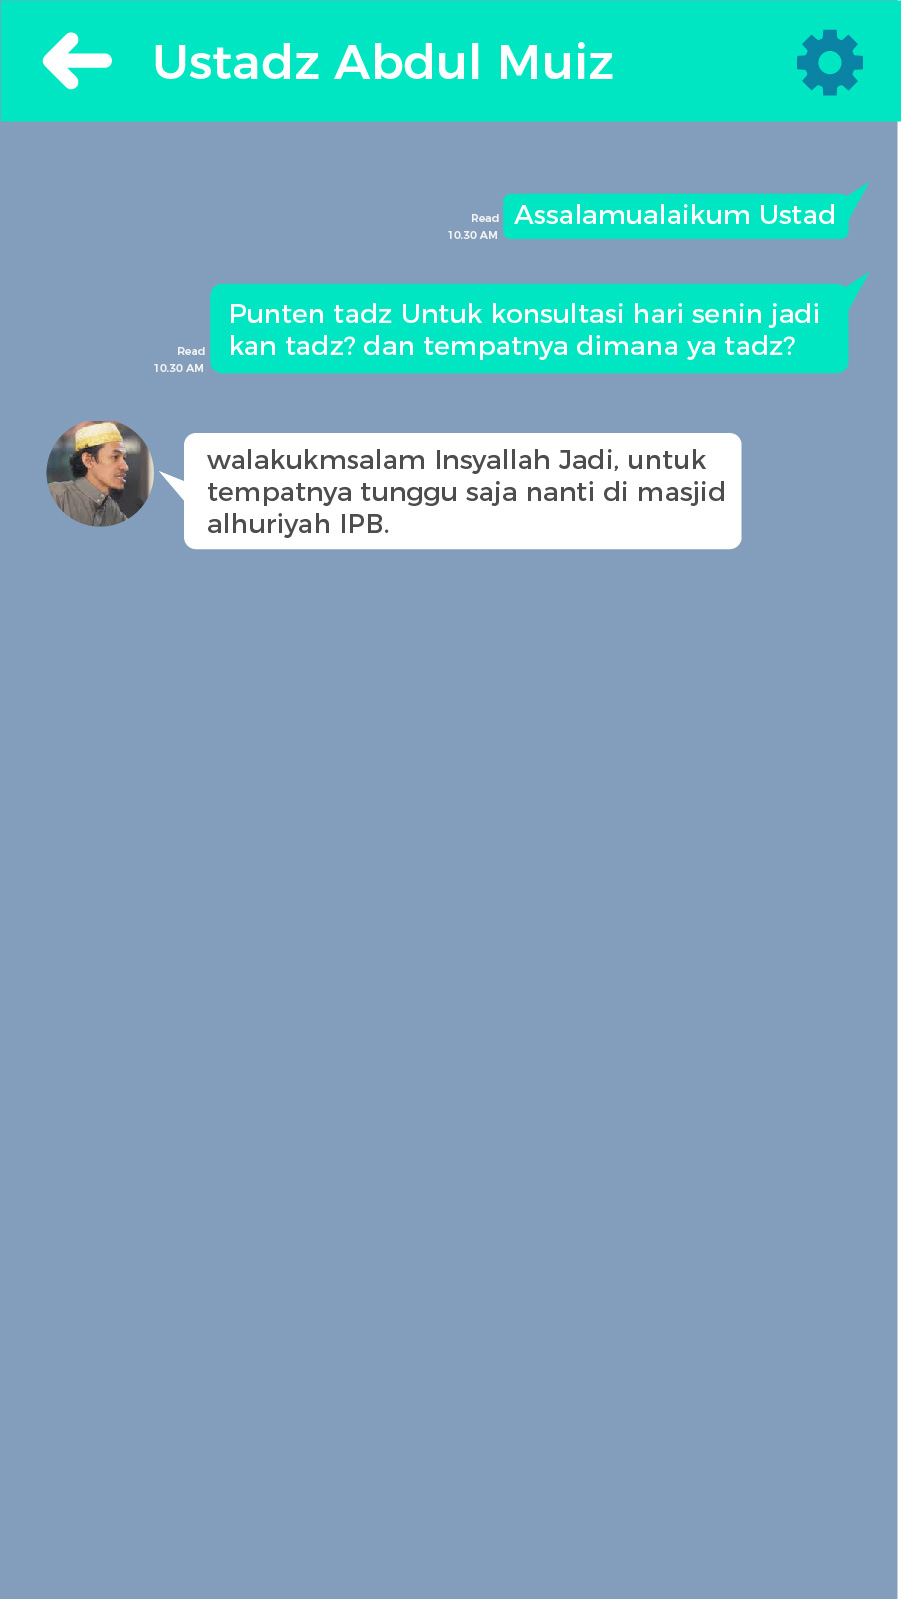 Ustadz Abdul Muiz
Assalamualaikum Ustad
Read
10.30 AM
Punten tadz Untuk konsultasi hari senin jadi
kan tadz? dan tempatnya dimana ya tadz?
Read
10.30 AM
walakukmsalam Insyallah Jadi, untuk
tempatnya tunggu saja nanti di masjid
alhuriyah IPB.